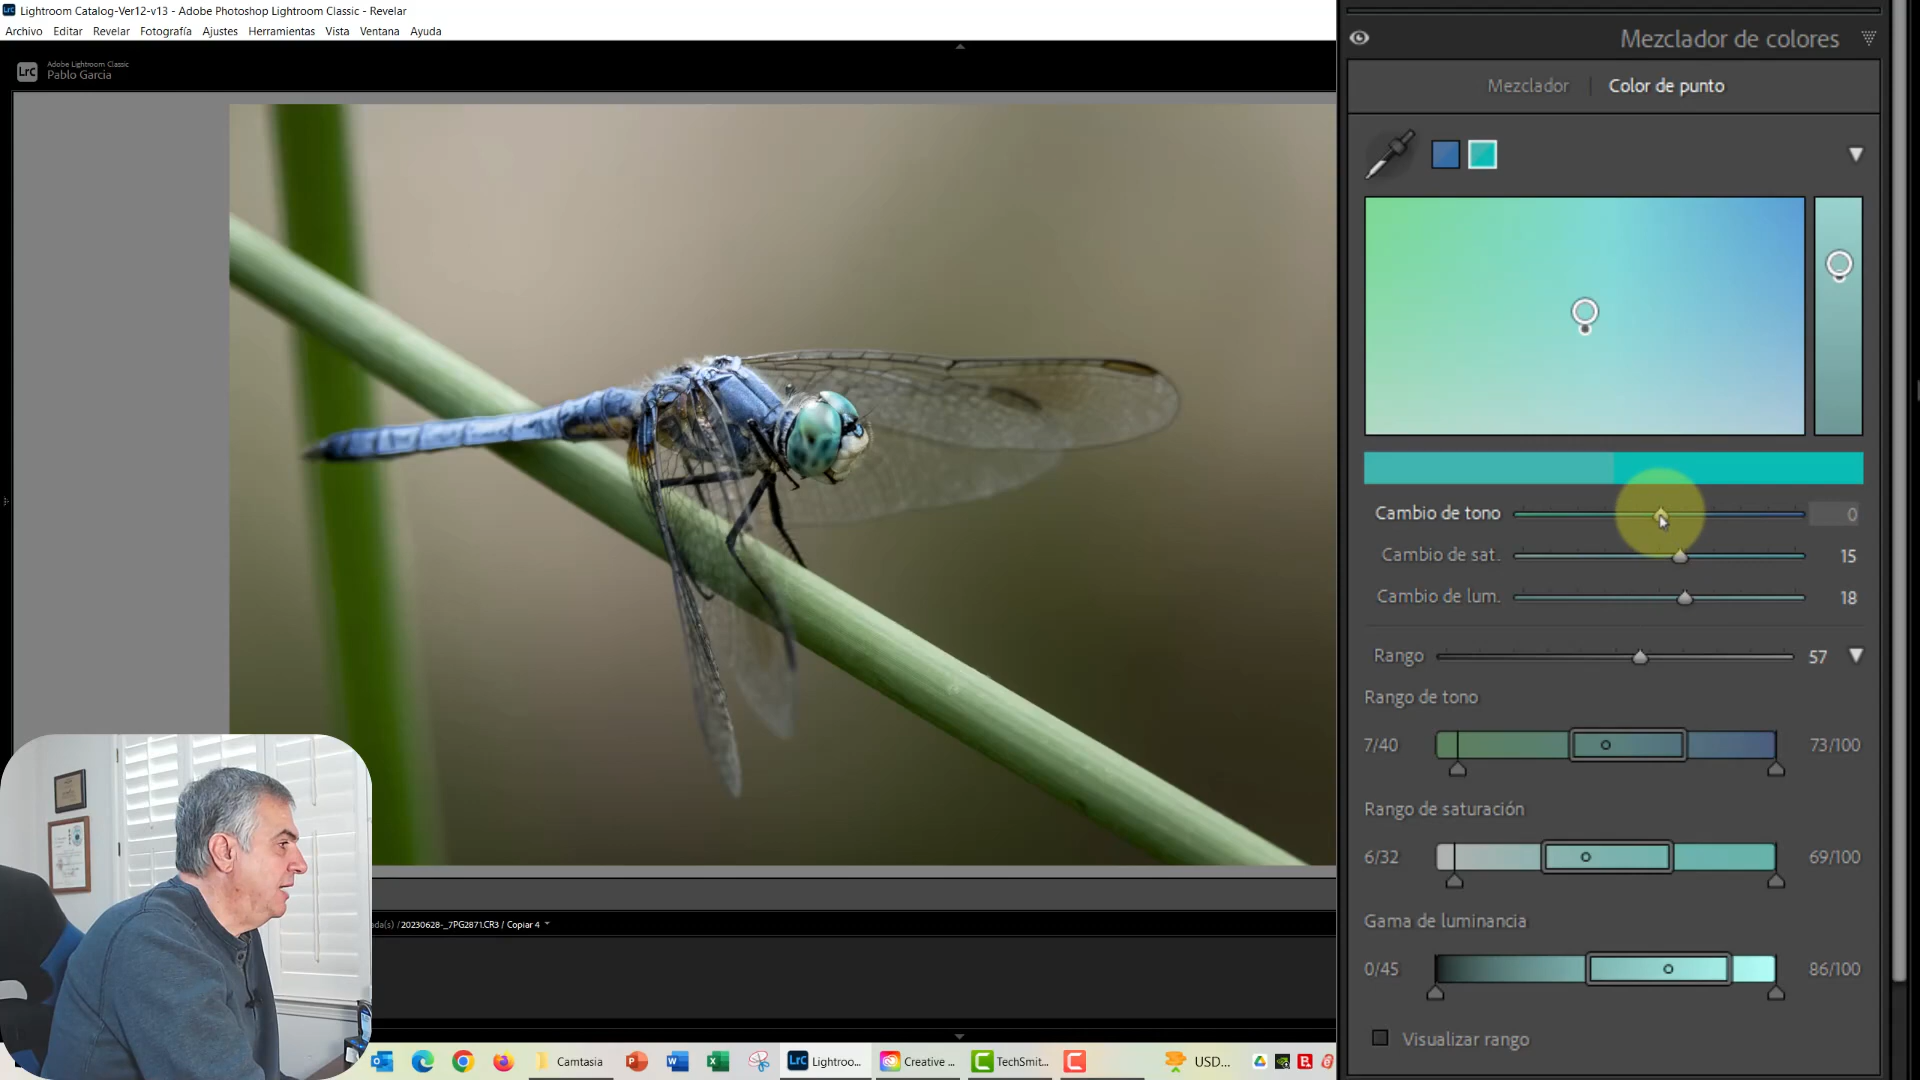 Lrc Lightroom Catalog-Ver12-v13 - Adobe Photoshop Lightroom Classic - Revelar
Archivo Editar Revelar Fotografía Ajustes Herramientas Vista Ventana Ayuda
LrC Adobe Lightroom Classic
Pablo Garcia
Mezclador de colores
Mezclador | Color de punto
Cambio de tono 0
Cambio de sat. 15
Cambio de lum. 18
Rango 57
Rango de tono
7/40 73/100
Rango de saturación
6/32 69/100
Gama de luminancia
0/45 86/100
Visualizar rango
ada(s) /20230628-_7PG2871.CR3 / Copiar 4
Camtasia LrC Lightroo... Creative ... TechSmit... USD...